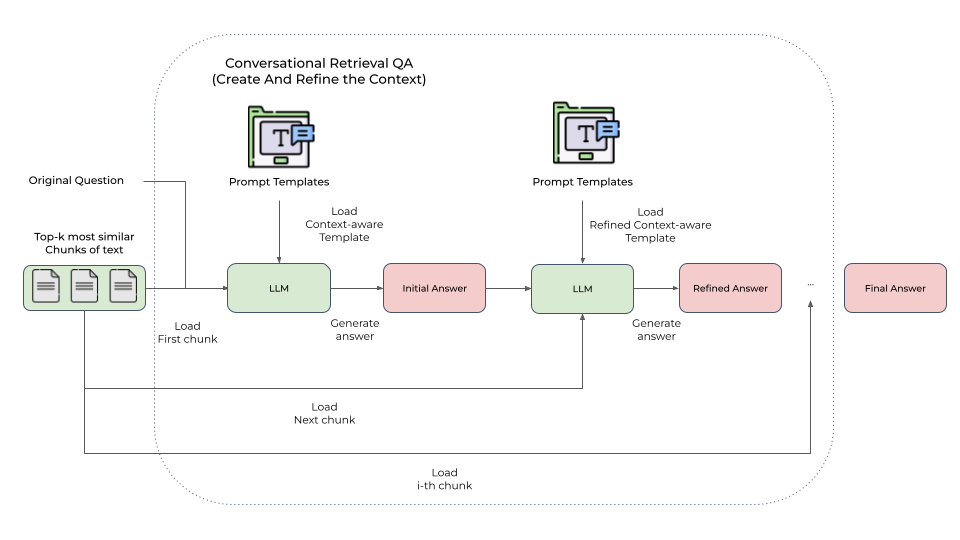 Conversational Retrieval QA
(Create And Refine the Context)
T
T
Prompt Templates
Prompt Templates
Original Question
Load
Context-aware
Template
Load
Refined Context-aware
Template
Top-k most similar
Chunks of text
LLM
Initial Answer
LLM
Refined Answer
...
Final Answer
Load
First chunk
Generate
answer
Generate
answer
Load
Next chunk
Load
i-th chunk